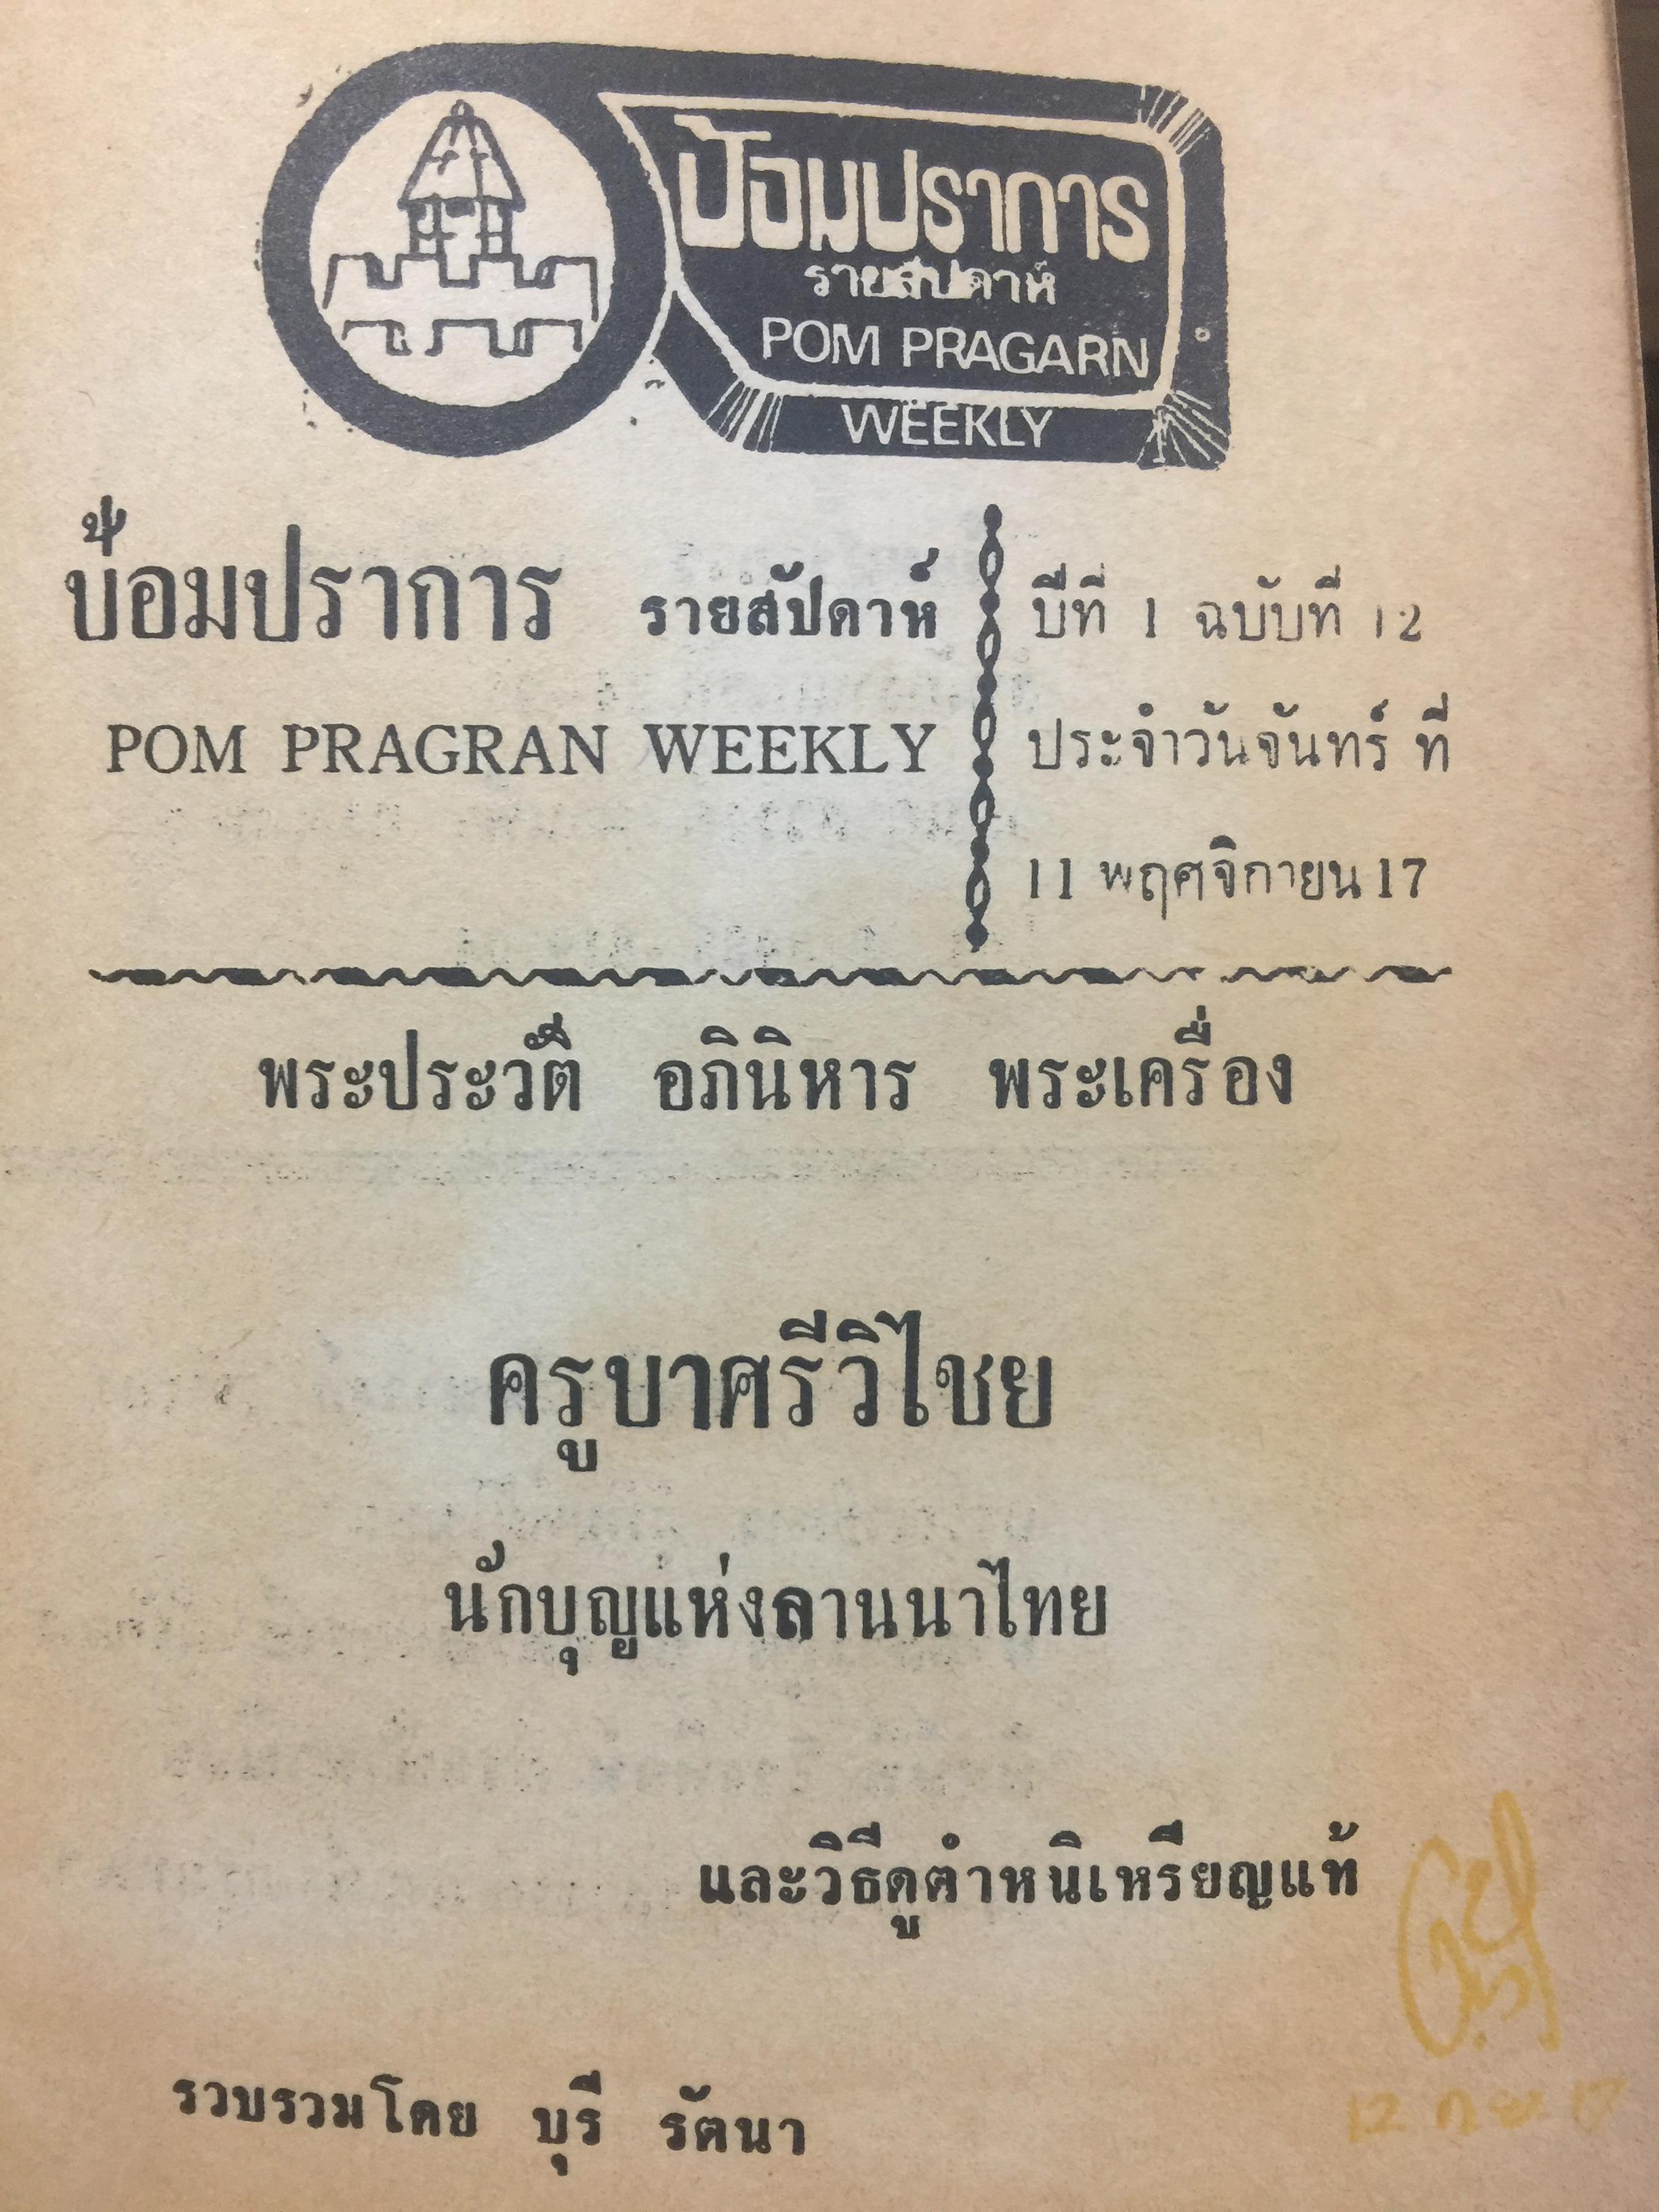 ป้อมปราการ
รายสัปดาห์
POM PRAGARN
WEEKLY
ป้อมปราการ รายสัปดาห์
POM PRAGRAN WEEKLY
ปีที่ 1 ฉบับที่ 12
ประจำวันจันทร์ ที่
11 พฤศจิกายน 17
พระประวัติ อภินิหาร พระเครื่อง
ครูบาศรีวิไชย
นักบุญแห่งลานนาไทย
และวิธีดูตำหนิเหรียญแท้
รวบรวมโดย บุรี รัตนา